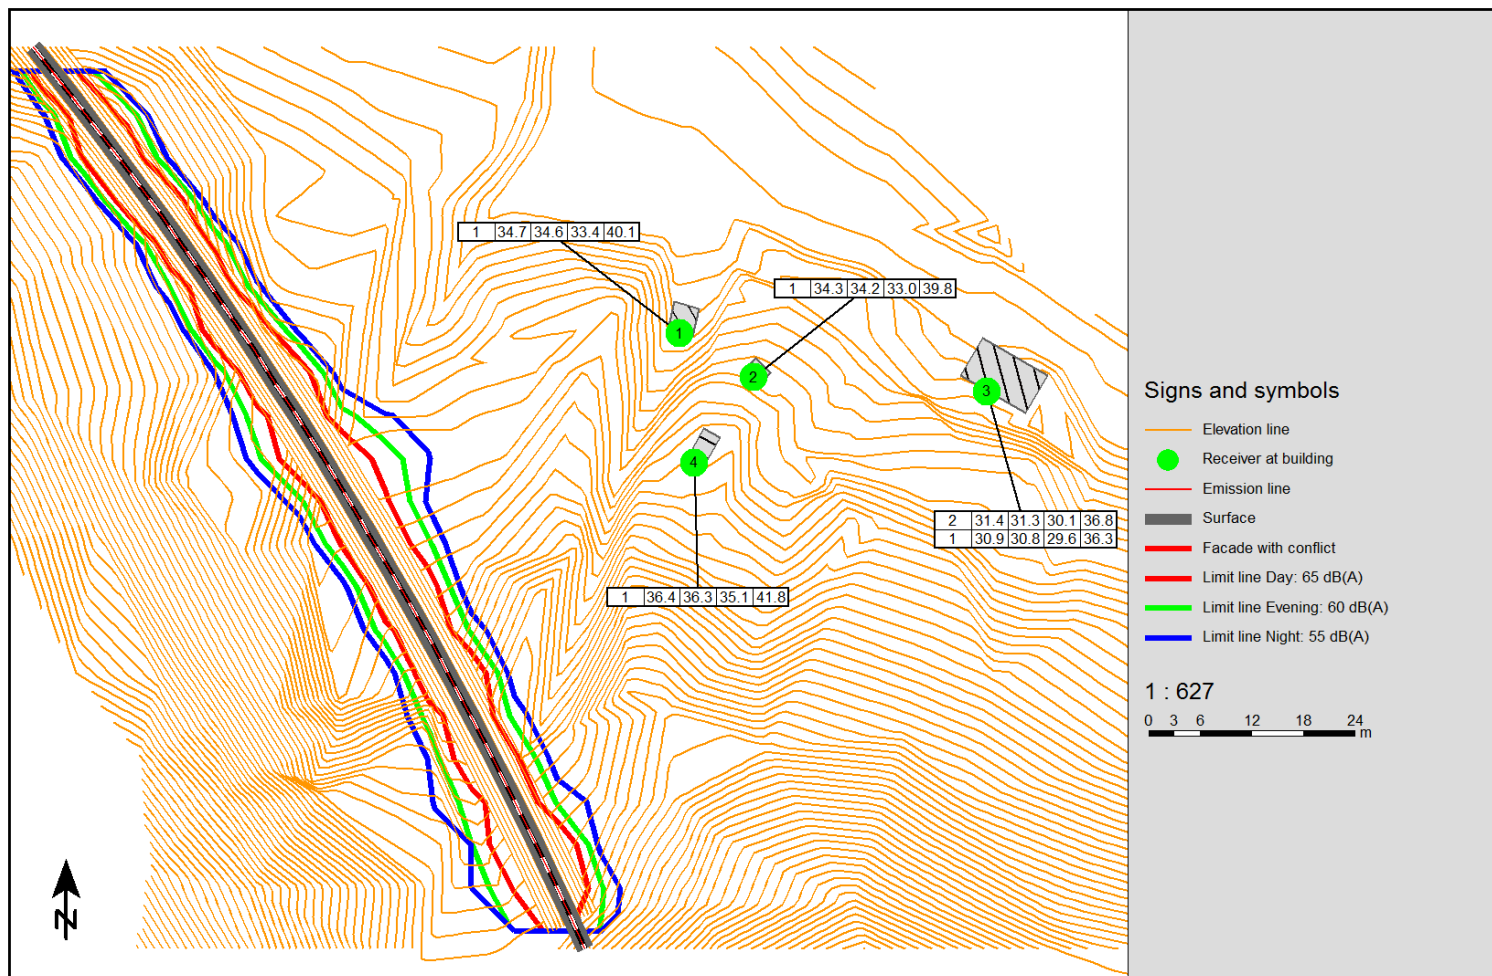 1 34.7 34.6 33.4 40.1
1 34.3 34.2 33.0 39.8
1
2
3
4
2 31.4 31.3 30.1 36.8
1 30.9 30.8 29.6 36.3
1 36.4 36.3 35.1 41.8
N
Signs and symbols
Elevation line
Receiver at building
Emission line
Surface
Facade with conflict
Limit line Day: 65 dB(A)
Limit line Evening: 60 dB(A)
Limit line Night: 55 dB(A)
1 : 627
0 3 6 12 18 24
m